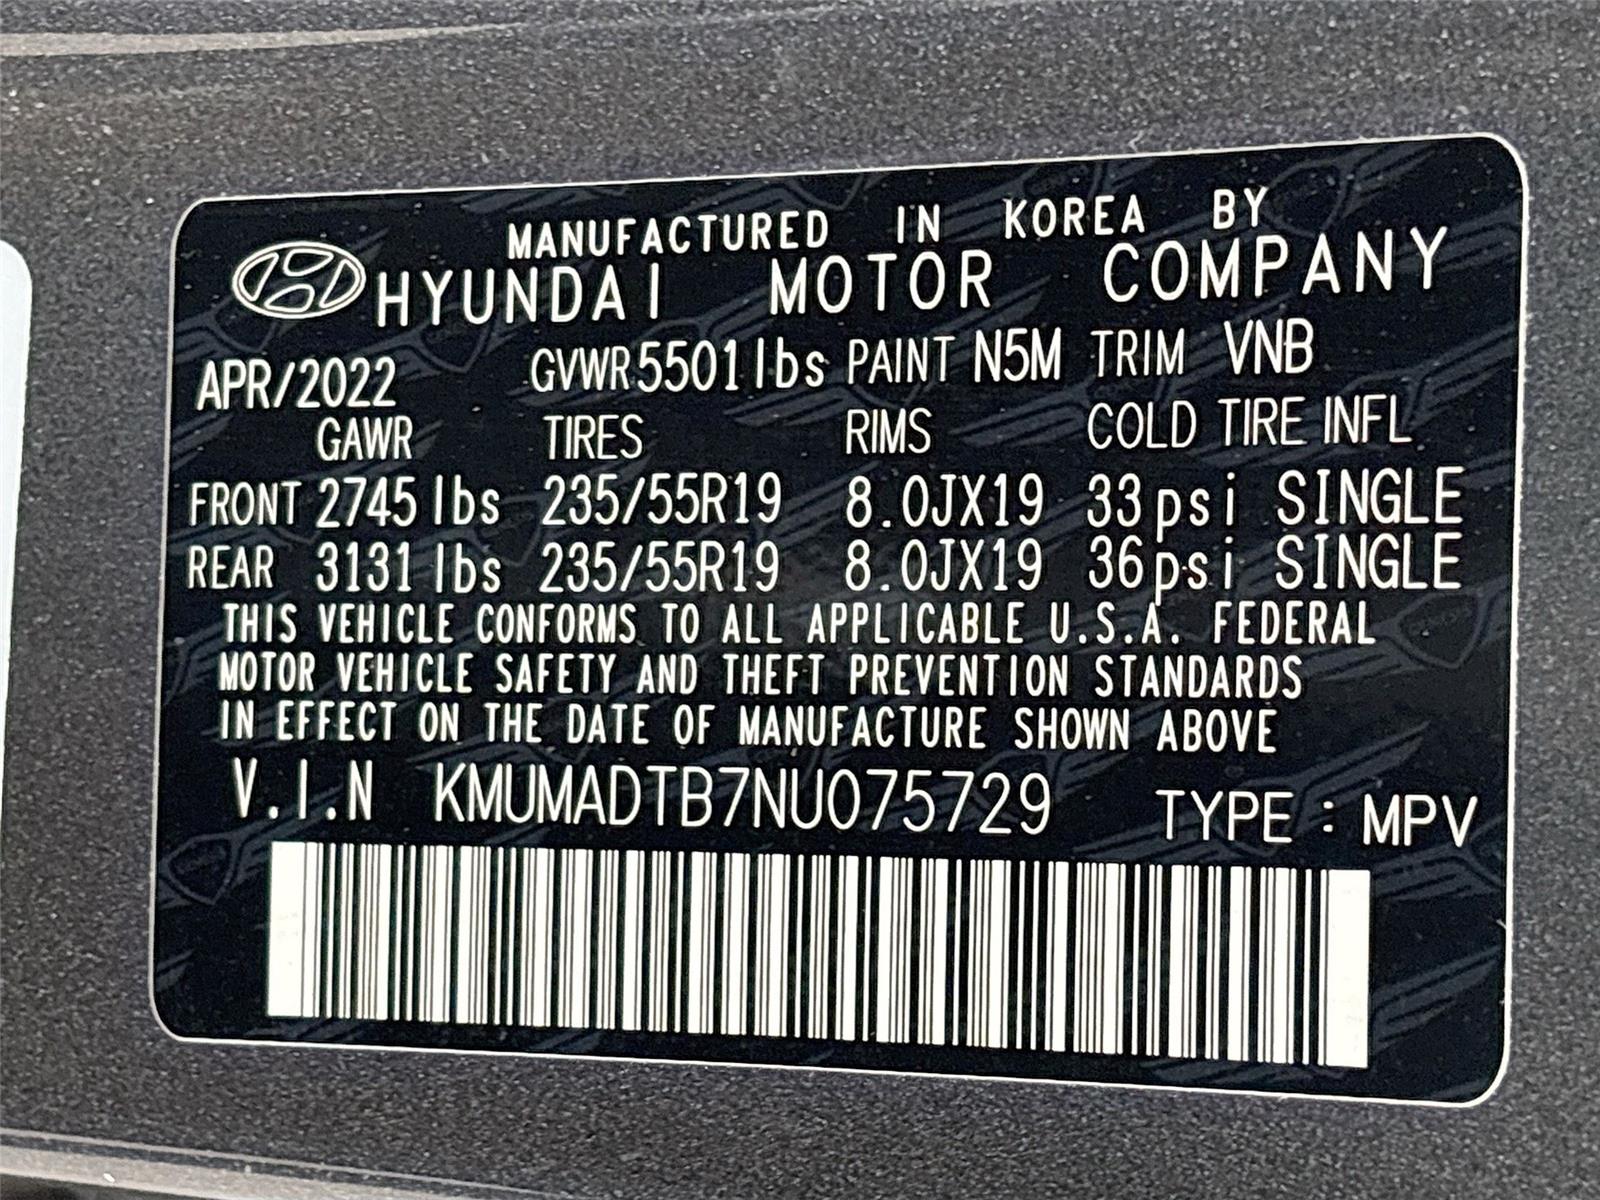 MANUFACTURED IN KOREA BY
HYUNDAI MOTOR COMPANY
APR/2022 GVWR 5501lbs PAINT N5M TRIM VNB
GAWR TIRES RIMS COLD TIRE INFL
FRONT 2745 lbs 235/55R19 8.0JX19 33psi SINGLE
REAR 3131 lbs 235/55R19 8.0JX19 36psi SINGLE
THIS VEHICLE CONFORMS TO ALL APPLICABLE U.S.A. FEDERAL
MOTOR VEHICLE SAFETY AND THEFT PREVENTION STANDARDS
IN EFFECT ON THE DATE OF MANUFACTURE SHOWN ABOVE
V.I.N KMUMADTB7NU075729 TYPE : MPV